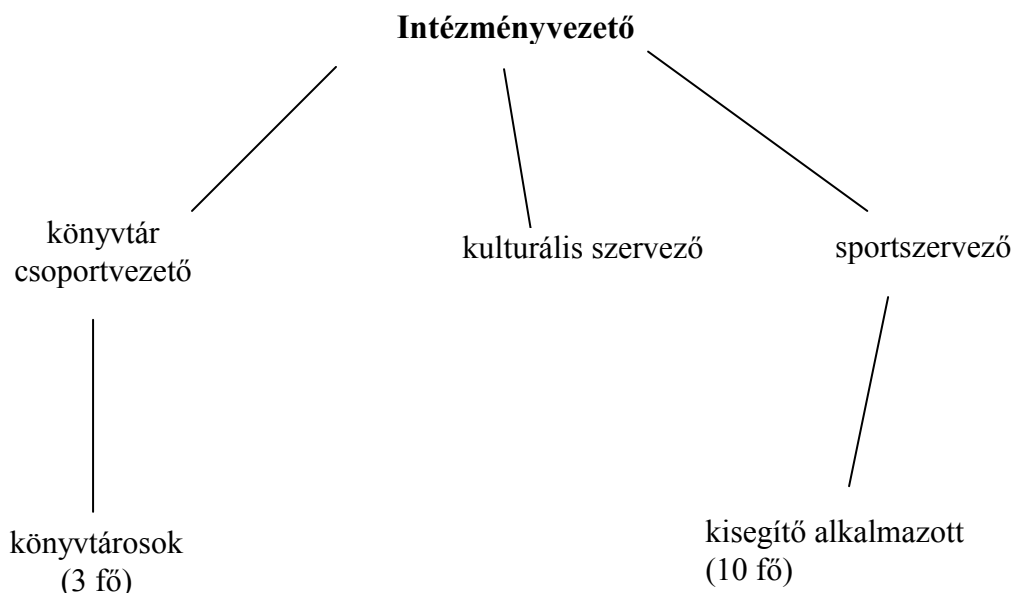 Intézményvezető
könyvtár
csoportvezető
kulturális szervező
sportszervező
könyvtárosok
(3 fő)
kisegítő alkalmazott
(10 fő)